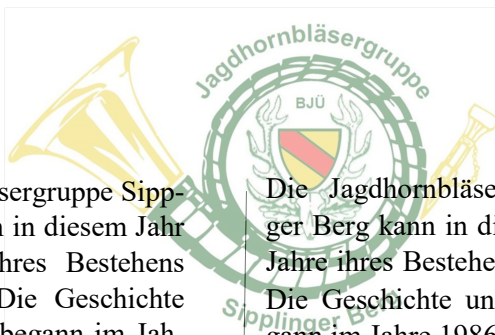 Jagdhornbläsergruppe
BJÜ
Sipplinger Berg
sergruppe Sipp-
n in diesem Jahr
hres Bestehens
Die Geschichte
begann im Jah-
Die Jagdhornbläse
ger Berg kann in di
Jahre ihres Bestehe
Die Geschichte un
gann im Jahre 1986